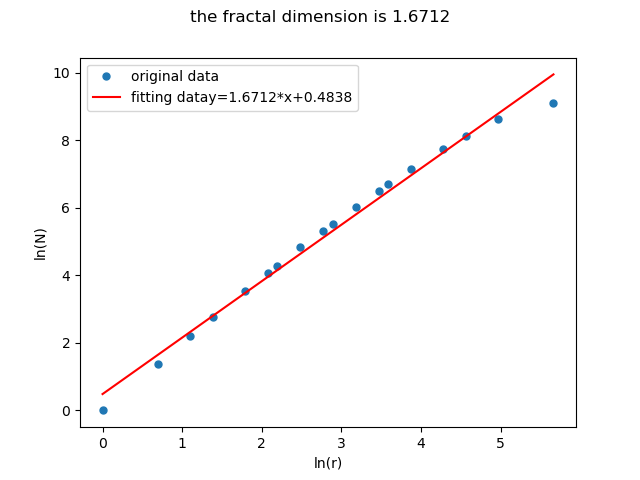 the fractal dimension is 1.6712
original data
fitting datay=1.6712*x+0.4838
10
8
6
4
2
0
ln(N)
0 1 2 3 4 5
ln(r)